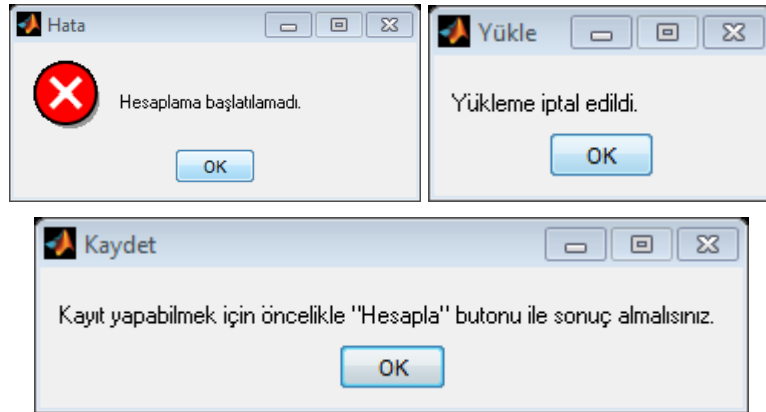 Hata
Hesaplama başlatılamadı.
OK
Yükle
Yükleme iptal edildi.
OK
Kaydet
Kayıt yapabilmek için öncelikle "Hesapla" butonu ile sonuç almalısınız.
OK